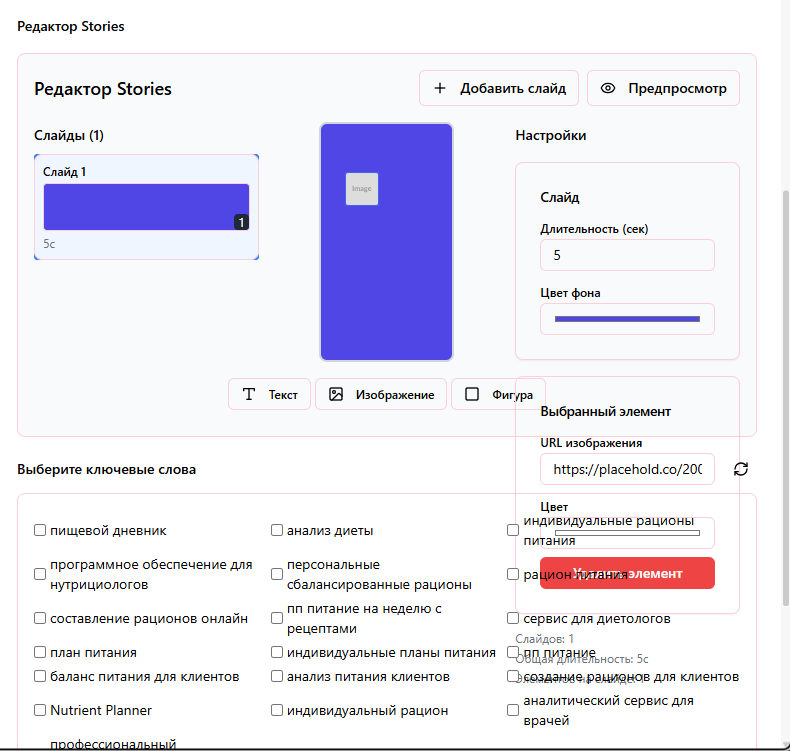 Редактор Stories
Редактор Stories
Добавить слайд
Предпросмотр
Слайды (1)
Слайд 1
1
5с
Image
Настройки
Слайд
Длительность (сек)
5
Цвет фона
Текст
Изображение
Фигура
Выбранный элемент
URL изображения
https://placehold.co/200
Цвет
Удалить элемент
Слайдов: 1
Общая длительность: 5с
Выберите ключевые слова
пищевой дневник
анализ диеты
индивидуальные рационы
питания
программное обеспечение для
нутрициологов
персональные
сбалансированные рационы
рацион питания
составление рационов онлайн
пп питание на неделю с
рецептами
сервис для диетологов
план питания
индивидуальные планы питания
пп питание
баланс питания для клиентов
анализ питания клиентов
создание рационов для клиентов
Nutrient Planner
индивидуальный рацион
аналитический сервис для
врачей
профессиональный